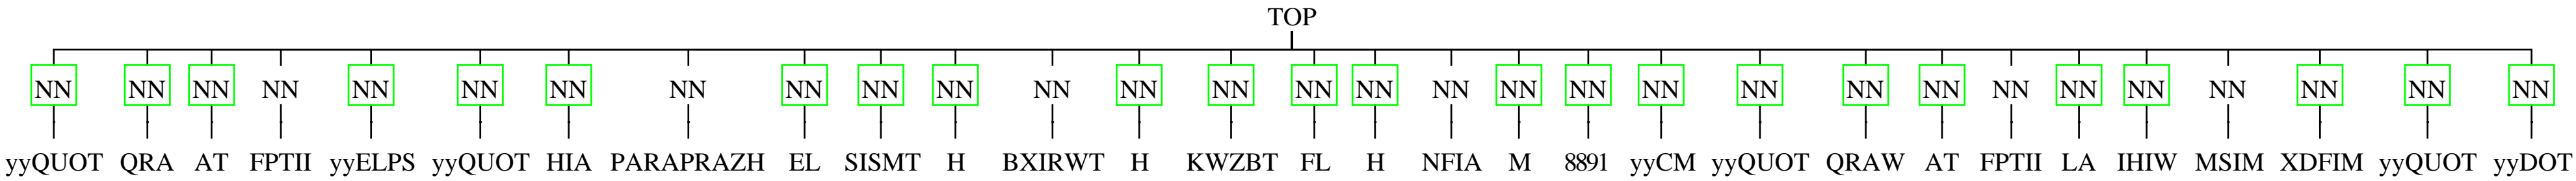 TOP
NN NN NN NN NN NN NN NN NN NN NN NN NN NN NN NN NN NN NN NN NN NN NN NN NN NN NN NN NN NN
yyQUOT QRA AT FPTII yyELPS yyQUOT HIA PARAPRAZH EL SISMT H BXIRWT H KWZBT FL H NFIA M 8891 yyCM yyQUOT QRAW AT FPTII LA IHIW MSIM XDFIM yyQUOT yyDOT